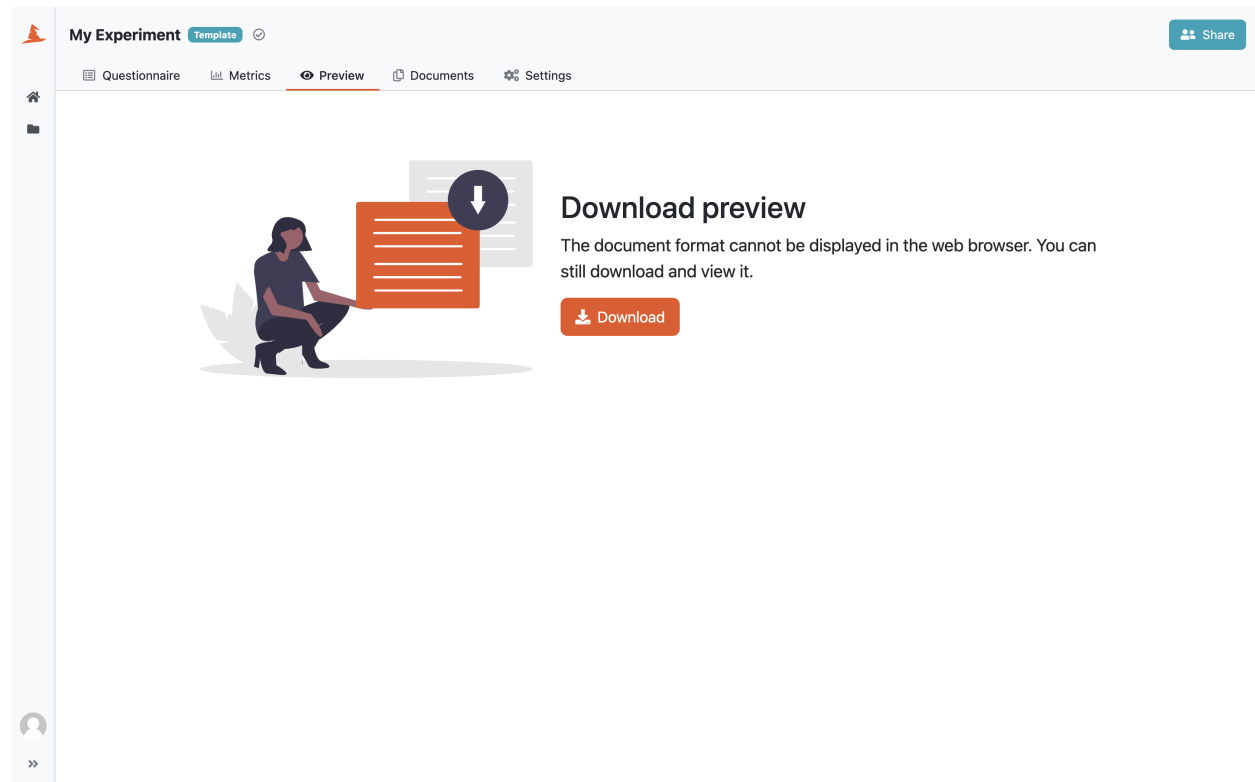 My Experiment Template
Share
Questionnaire Metrics Preview Documents Settings
Download preview
The document format cannot be displayed in the web browser. You can
still download and view it.
Download